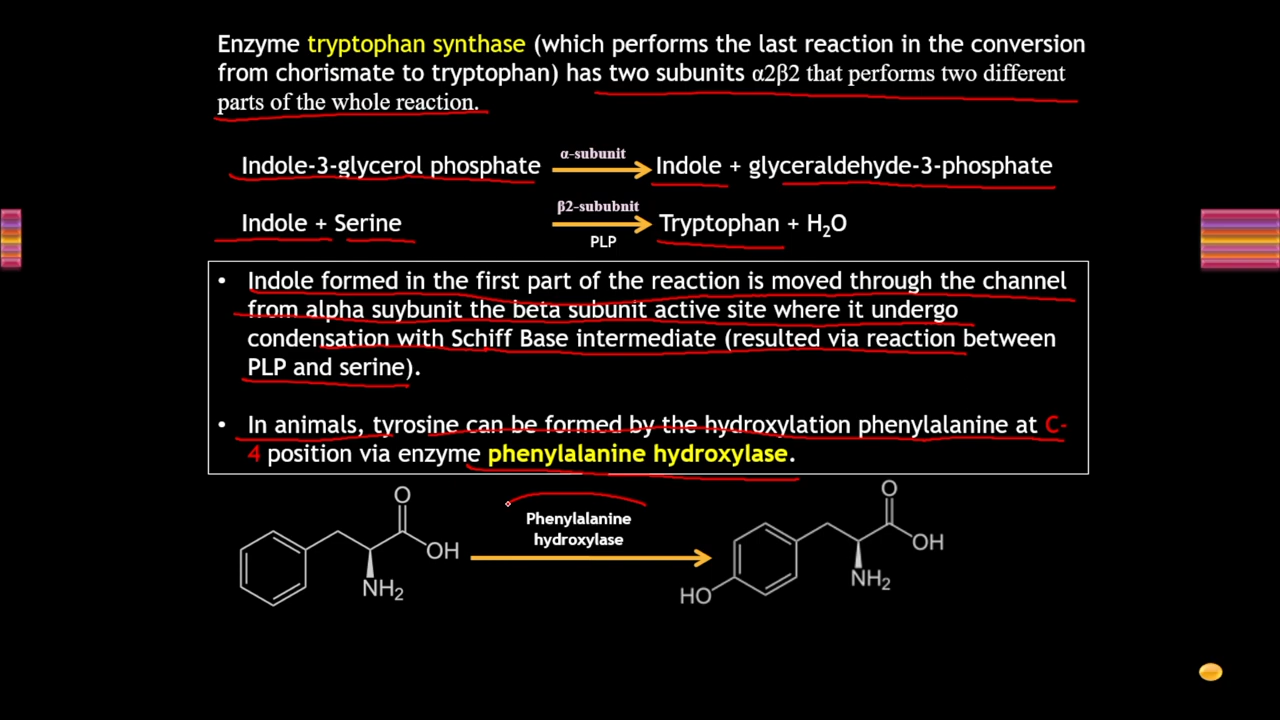 Enzyme tryptophan synthase (which performs the last reaction in the conversion
from chorismate to tryptophan) has two subunits α2β2 that performs two different
parts of the whole reaction.
α-subunit
Indole-3-glycerol phosphate Indole + glyceraldehyde-3-phosphate
β2-sububnit
Indole + Serine Tryptophan + H₂O
PLP
• Indole formed in the first part of the reaction is moved through the channel
from alpha suybunit the beta subunit active site where it undergo
condensation with Schiff Base intermediate (resulted via reaction between
PLP and serine).
• In animals, tyrosine can be formed by the hydroxylation phenylalanine at C-
4 position via enzyme phenylalanine hydroxylase.
O O
Phenylalanine
hydroxylase
OH OH
NH₂ NH₂
HO